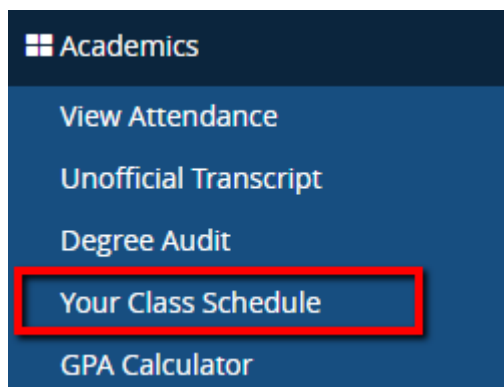 Academics
View Attendance
Unofficial Transcript
Degree Audit
Your Class Schedule
GPA Calculator